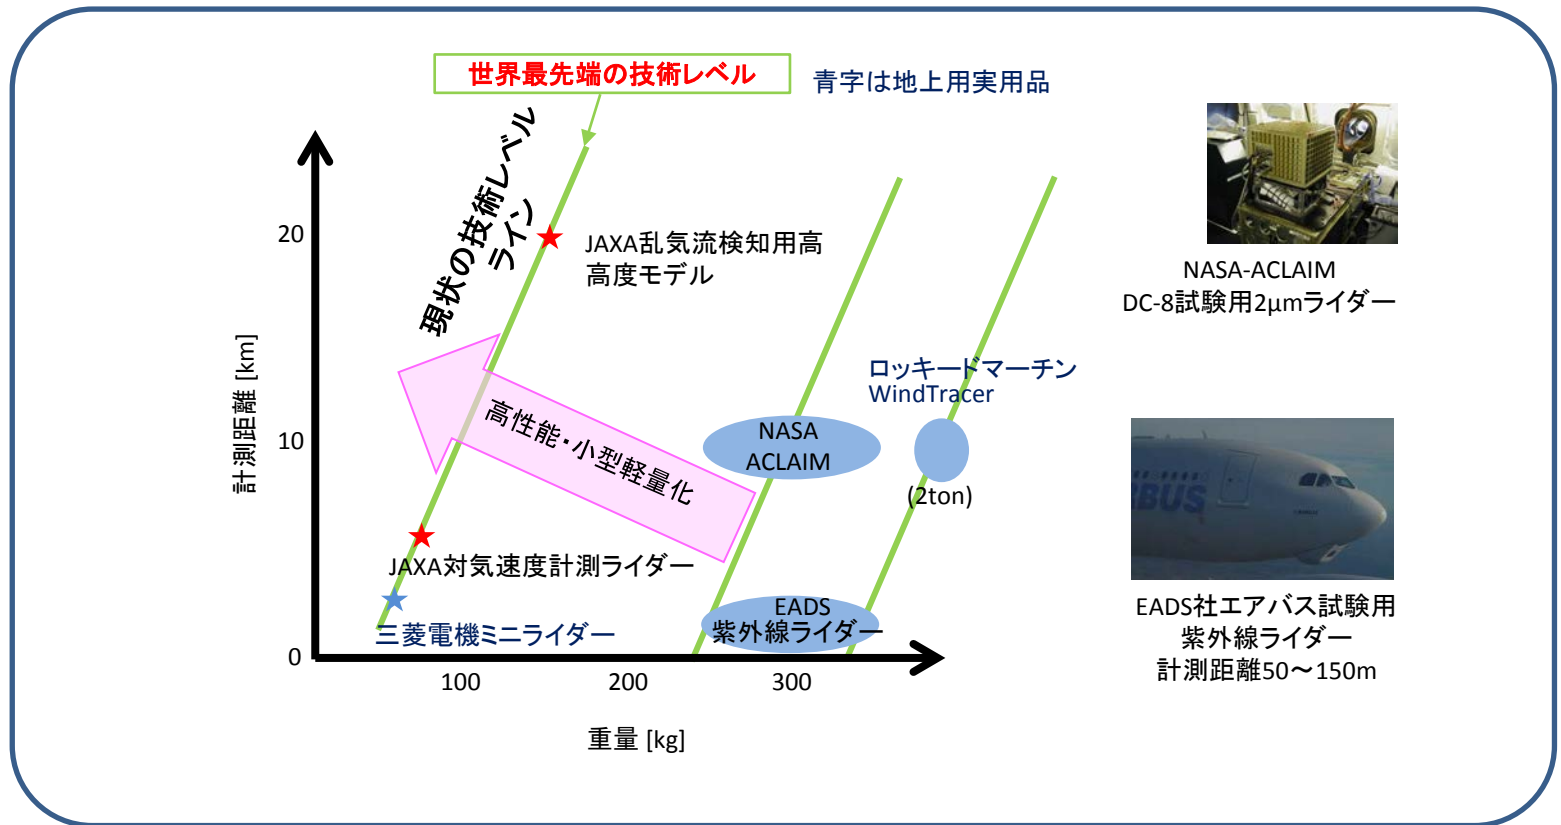 世界最先端の技術レベル
青字は地上用実用品
現状の技術レベル
ライン
20
JAXA乱気流検知用高
高度モデル
NASA-ACLAIM
DC-8試験用2μmライダー
計測距離 [km]
ロッキードマーチン
WindTracer
高性能・小型軽量化
10
NASA
ACLAIM
(2ton)
JAXA対気速度計測ライダー
三菱電機ミニライダー
EADS
紫外線ライダー
RBUS
EADS社エアバス試験用
紫外線ライダー
計測距離50～150m
0
100
200
300
重量 [kg]